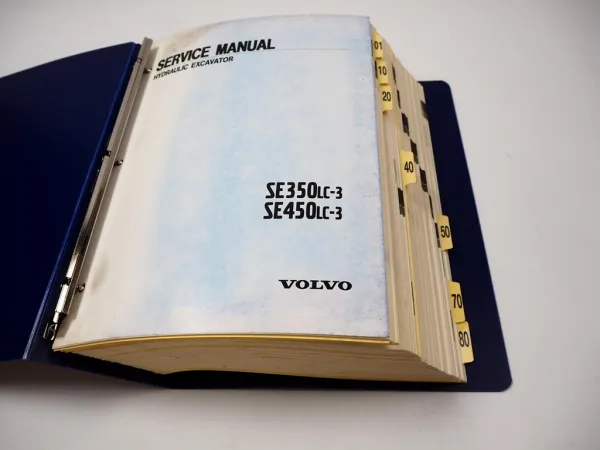 SERVICE MANUAL
HYDRAULIC EXCAVATOR
SE350LC-3
SE450LC-3
VOLVO
01
10
20
40
50
70
80